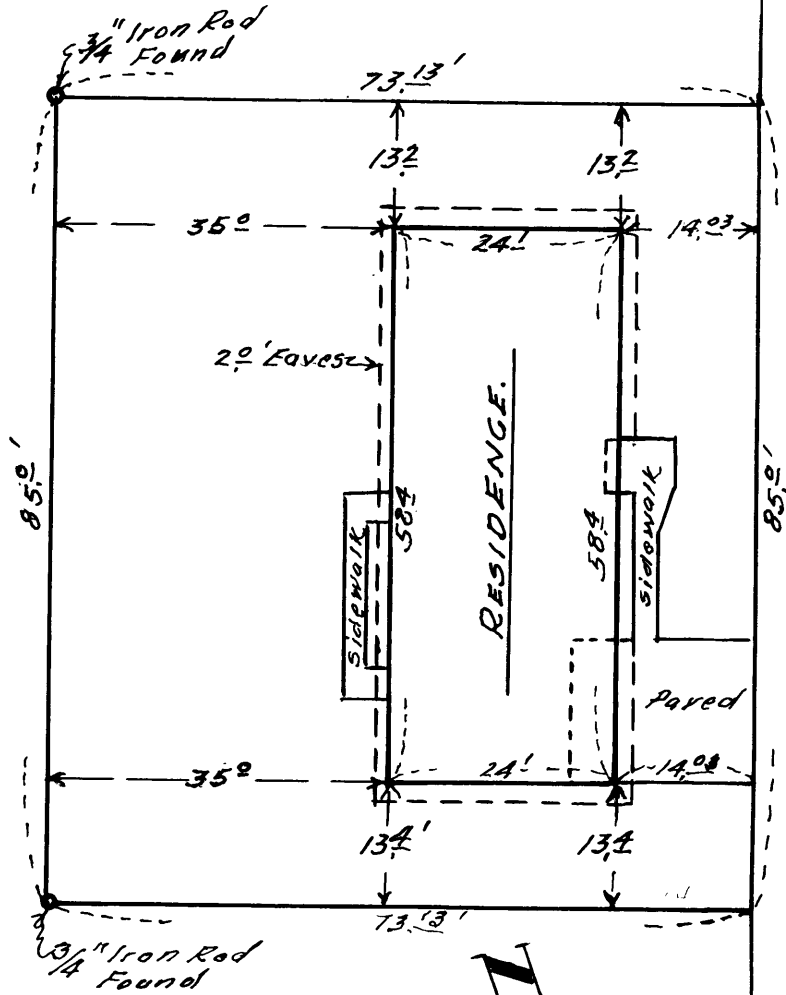 3/4" Iron Rod
Found
73.13'
13.2
13.2
35.0
24'
14.03
2.0' Eaves
85.0'
58.4
RESIDENGE.
58.4
sidewalk
85.0'
sidewalk
Paved
35.0
24'
14.03
13.4'
13.4
73.13'
3/4" Iron Rod
Found